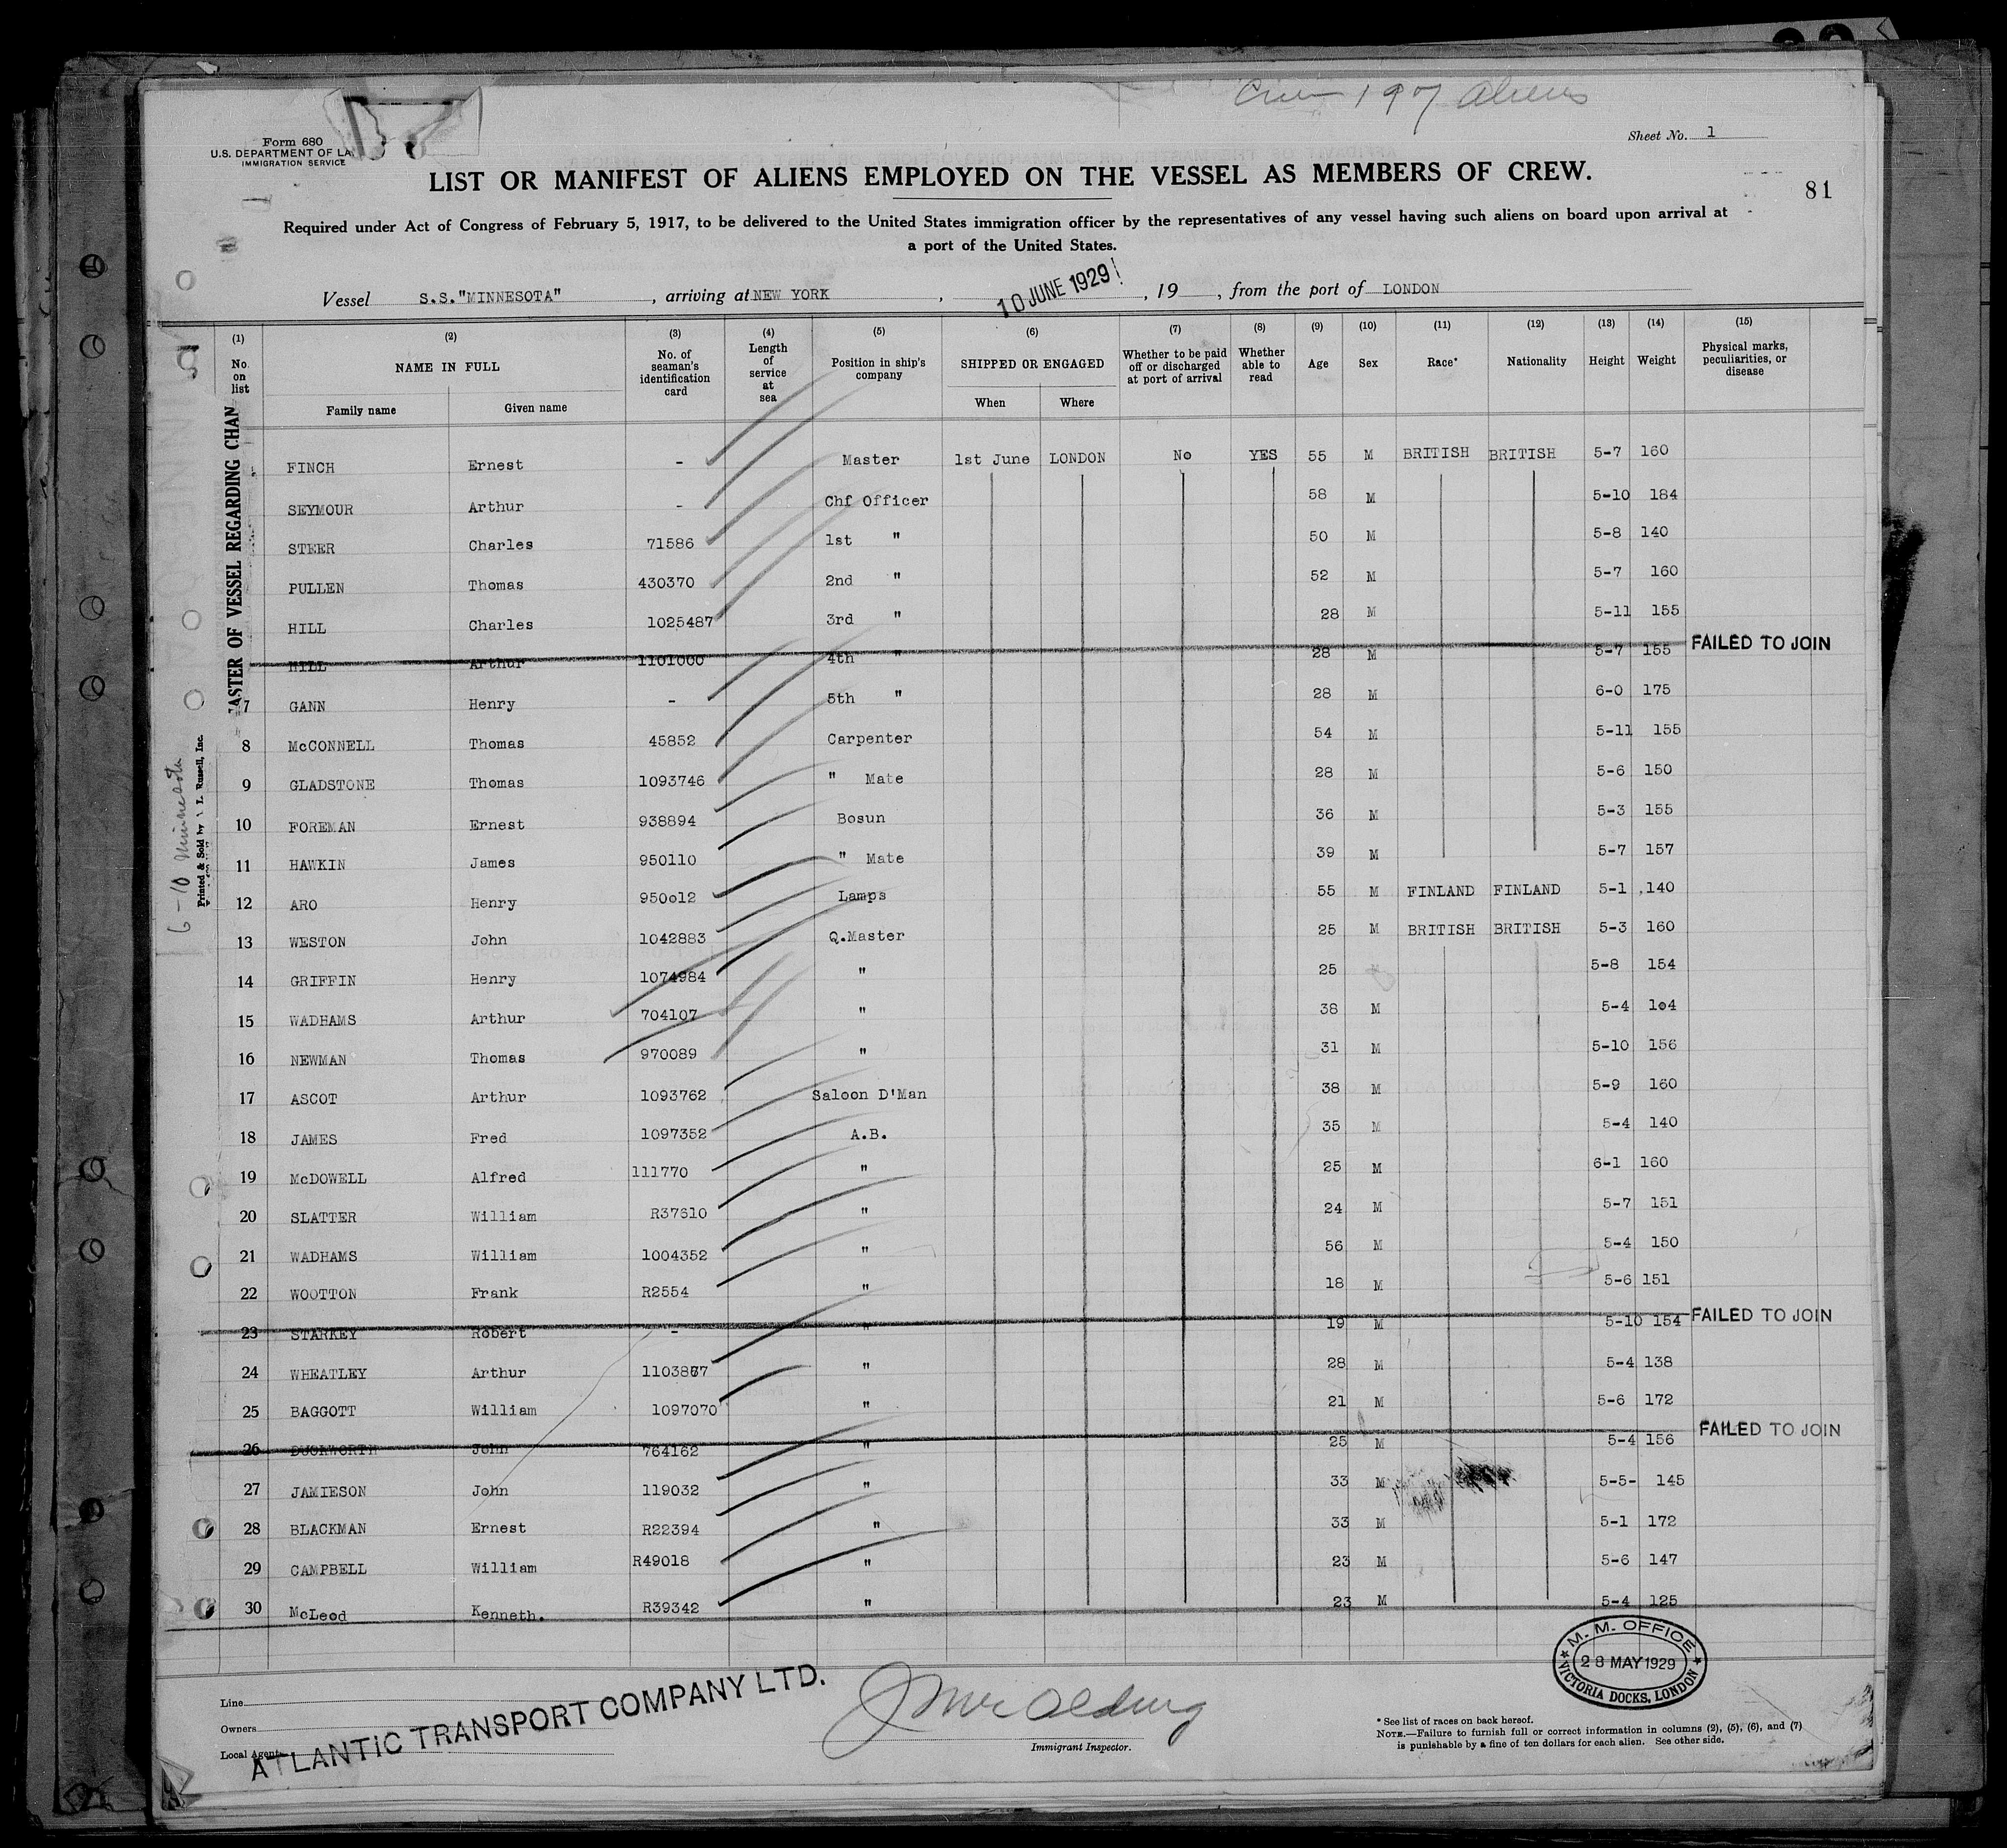 Crew 197 aliens
Form 680
U.S. DEPARTMENT OF LA
IMMIGRATION SERVICE
Sheet No. 1
LIST OR MANIFEST OF ALIENS EMPLOYED ON THE VESSEL AS MEMBERS OF CREW.
81
Required under Act of Congress of February 5, 1917, to be delivered to the United States immigration officer by the representatives of any vessel having such aliens on board upon arrival at
a port of the United States.
Vessel S.S."MINNESOTA", arriving at NEW YORK, 10 JUNE 1929, 19 , from the port of LONDON
(1) (2) (3) (4) (5) (6) (7) (8) (9) (10) (11) (12) (13) (14) (15)
No. on list NAME IN FULL Family name Given name No. of seaman's identification card Length of service at sea Position in ship's company SHIPPED OR ENGAGED When Where Whether to be paid off or discharged at port of arrival Whether able to read Age Sex Race* Nationality Height Weight Physical marks, peculiarities, or disease
FINCH Ernest - Master 1st June LONDON No YES 55 M BRITISH BRITISH 5-7 160
SEYMOUR Arthur - Chf Officer 58 M 5-10 184
STEER Charles 71586 1st " 50 M 5-8 140
PULLEN Thomas 430370 2nd " 52 M 5-7 160
HILL Charles 1025487 3rd " 28 M 5-11 155
HILL Arthur 1101000 4th " 28 M 5-7 155 FAILED TO JOIN
7 GANN Henry - 5th " 28 M 6-0 175
8 McCONNELL Thomas 45852 Carpenter 54 M 5-11 155
9 GLADSTONE Thomas 1093746 " Mate 28 M 5-6 150
10 FOREMAN Ernest 938894 Bosun 36 M 5-3 155
11 HAWKIN James 950110 " Mate 39 M 5-7 157
12 ARO Henry 950o12 Lamps 55 M FINLAND FINLAND 5-1 140
13 WESTON John 1042883 Q.Master 25 M BRITISH BRITISH 5-3 160
14 GRIFFIN Henry 1074984 " 25 5-8 154
15 WADHAMS Arthur 704107 " 38 M 5-4 1o4
16 NEWMAN Thomas 970089 " 31 M 5-10 156
17 ASCOT Arthur 1093762 Saloon D'Man 38 M 5-9 160
18 JAMES Fred 1097352 A.B. 35 M 5-4 140
19 McDOWELL Alfred 111770 " 25 M 6-1 160
20 SLATTER William R37610 " 24 M 5-7 151
21 WADHAMS William 1004352 " 56 M 5-4 150
22 WOOTTON Frank R2554 " 18 M 5-6 151
23 STARKEY Robert - " 19 M 5-10 154 FAILED TO JOIN
24 WHEATLEY Arthur " 28 M 5-4 138
25 BAGGOTT William 1097070 " 21 M 5-6 172
26 DUCKWORTH John 764162 " 25 M 5-4 156 FAILED TO JOIN
27 JAMIESON John 119032 " 33 M 5-5- 145
28 BLACKMAN Ernest R22394 " 33 M 5-1 172
29 CAMPBELL William R49018 " 23 M 5-6 147
30 McLeod Kenneth. R39342 " 23 M 5-4 125
ASTER OF VESSEL REGARDING CHAN
6-10 Minnesota
Printed & Sold by L. Russell, Inc.
M. M. OFFICE
28 MAY 1929
VICTORIA DOCKS, LONDON
Line
Owners
Local Agents
ATLANTIC TRANSPORT COMPANY LTD.
Immigrant Inspector.
* See list of races on back hereof.
NOTE.—Failure to furnish full or correct information in columns (2), (5), (6), and (7)
is punishable by a fine of ten dollars for each alien. See other side.